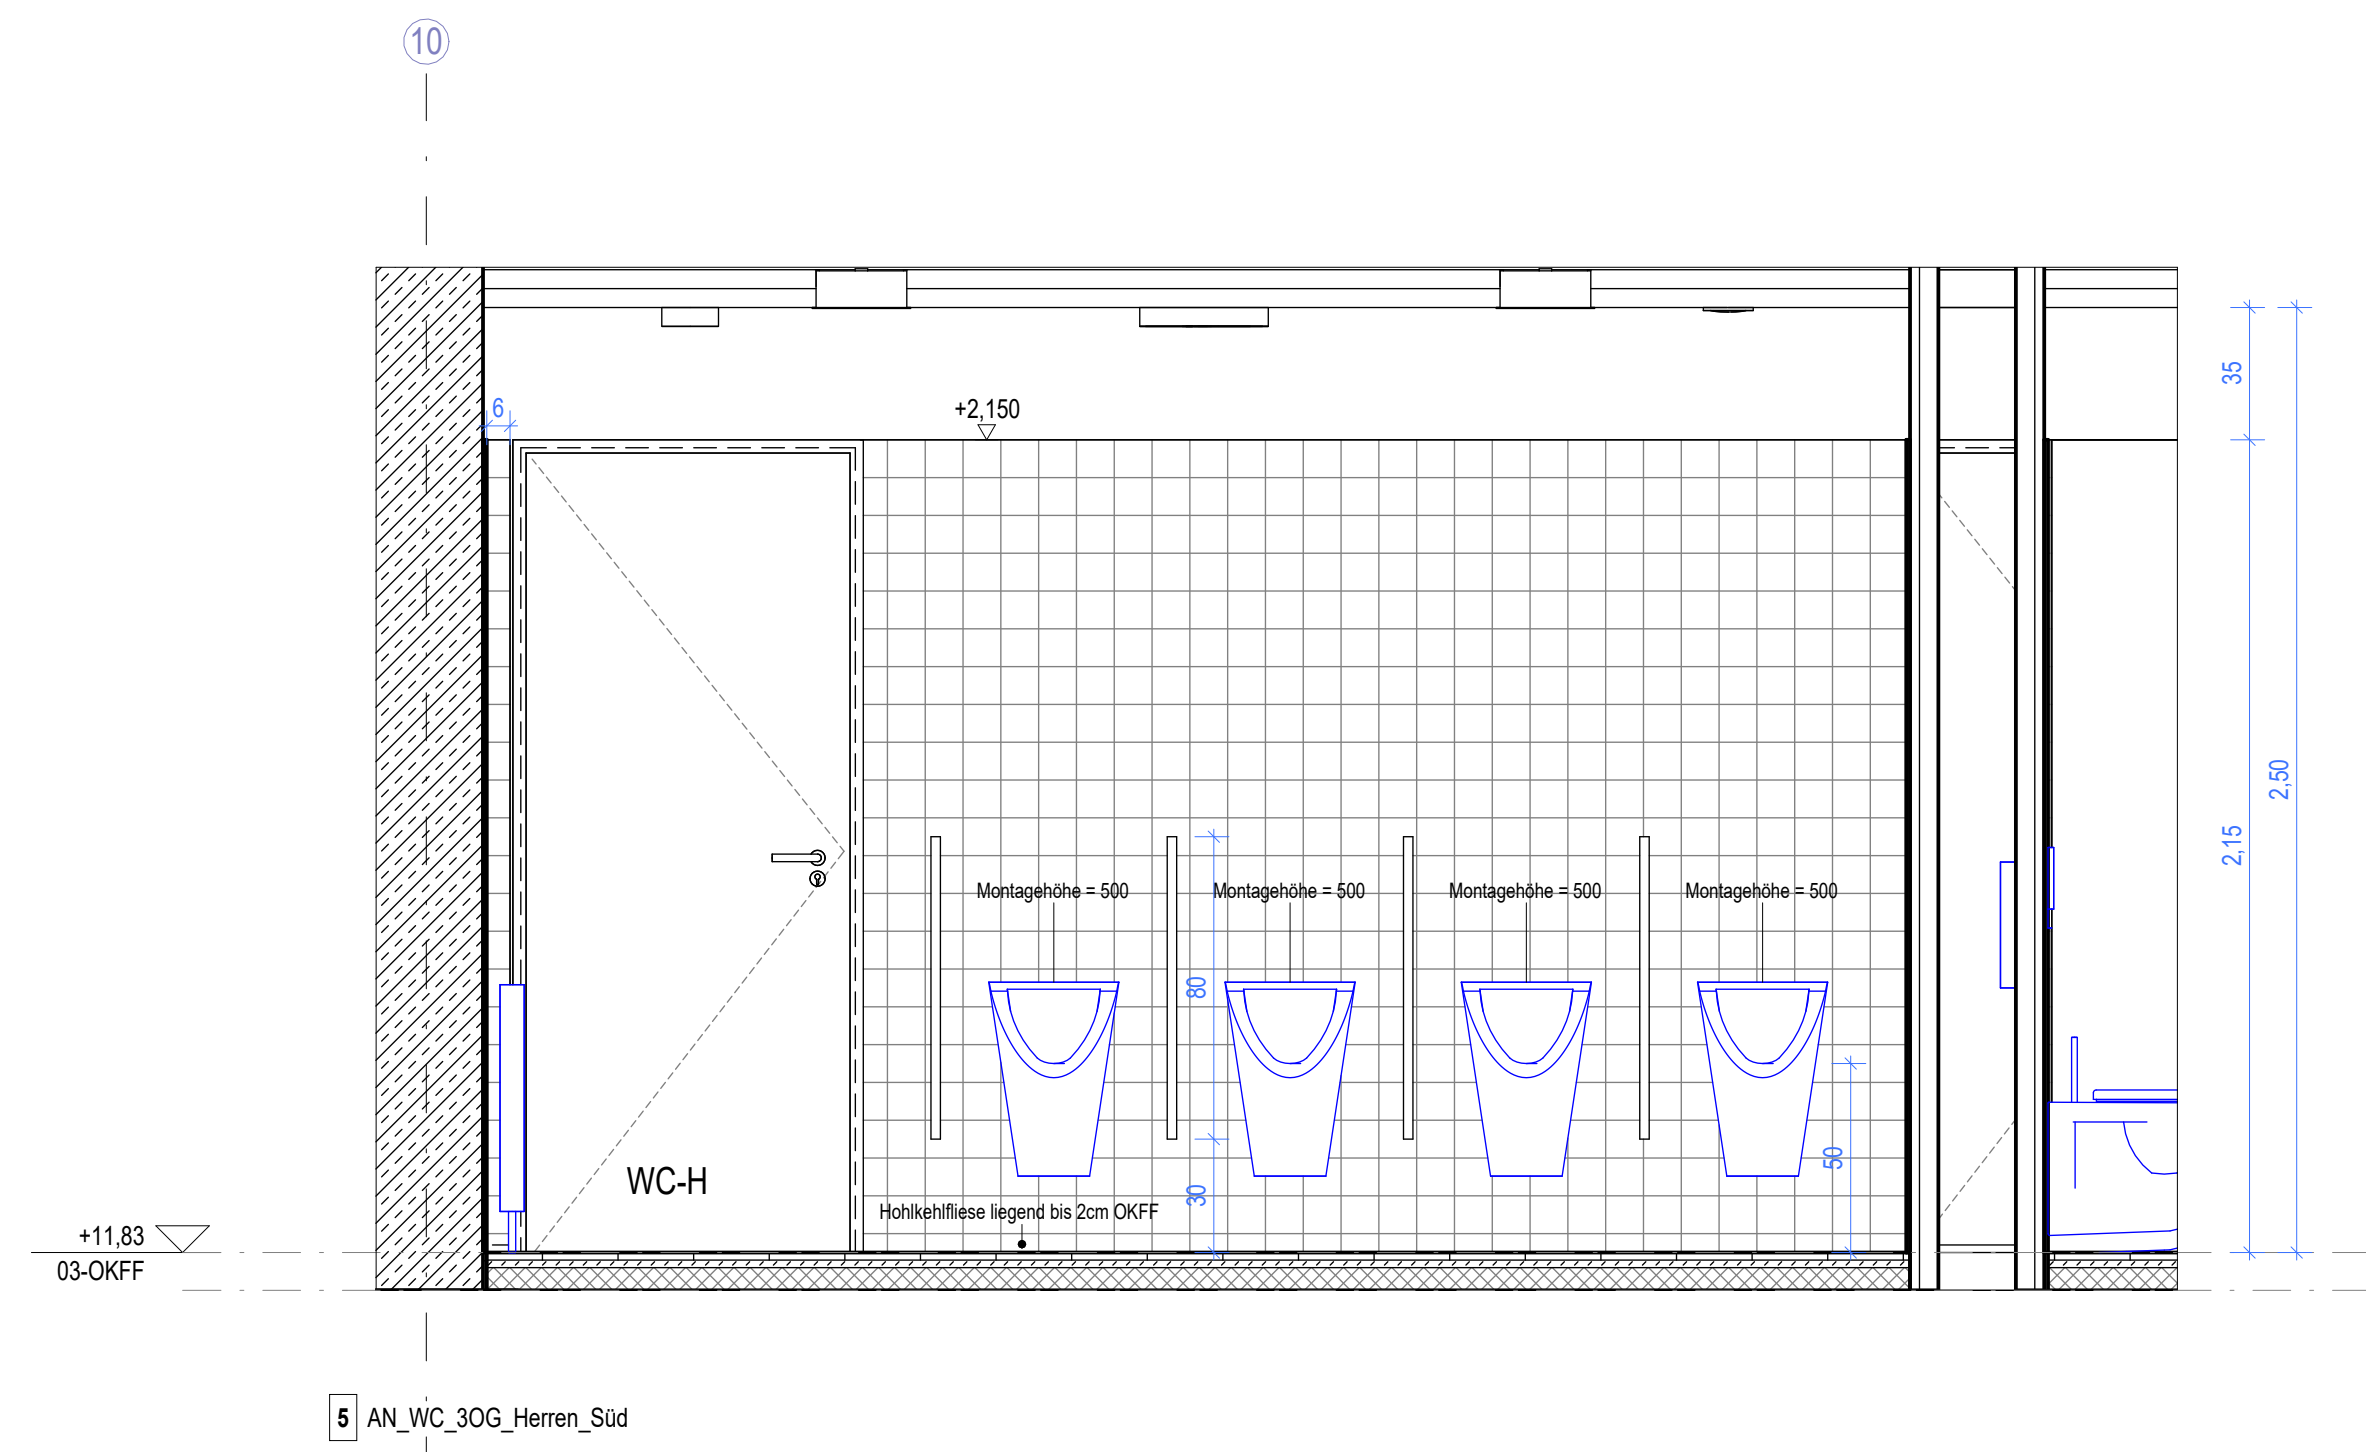 10
35
6
+2,150
2,50
2,15
Montagehöhe = 500
Montagehöhe = 500
Montagehöhe = 500
Montagehöhe = 500
80
50
WC-H
30
Hohlkehlfliese liegend bis 2cm OKFF
+11,83
03-OKFF
5 AN_WC_3OG_Herren_Süd